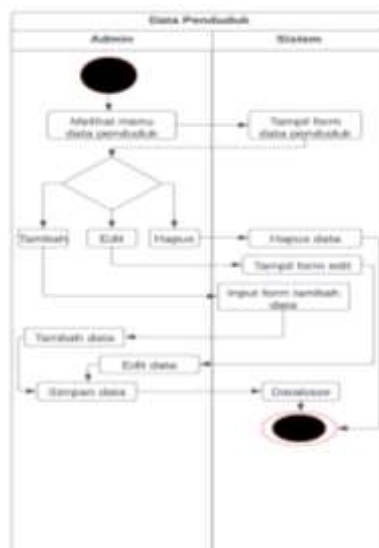 Data Penduduk
Admin
Sistem
Melihat menu
data penduduk
Tampil form
data penduduk
Tambah
Edit
Hapus
Hapus data
Tampil form edit
Input form tambah
data
Tambah data
Edit data
Simpan data
Database